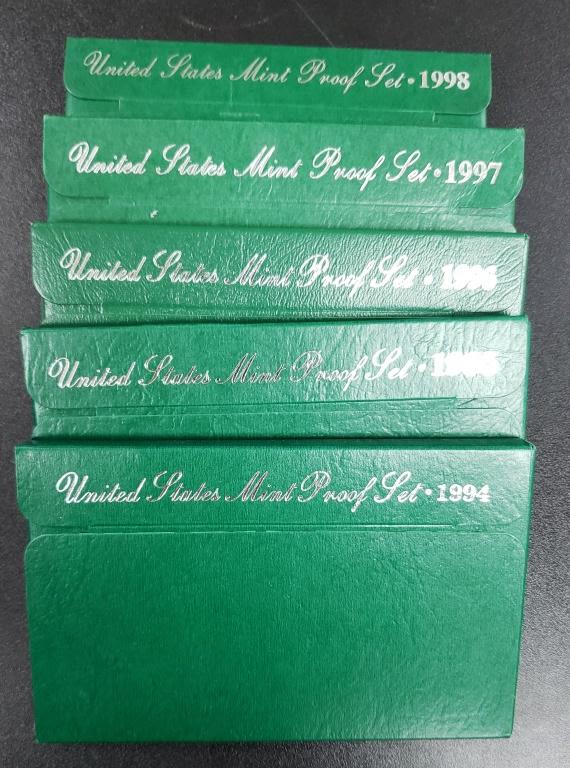 United States Mint Proof Set • 1998
United States Mint Proof Set • 1997
United States Mint Proof Set • 1996
United States Mint Proof Set •
United States Mint Proof Set • 1994